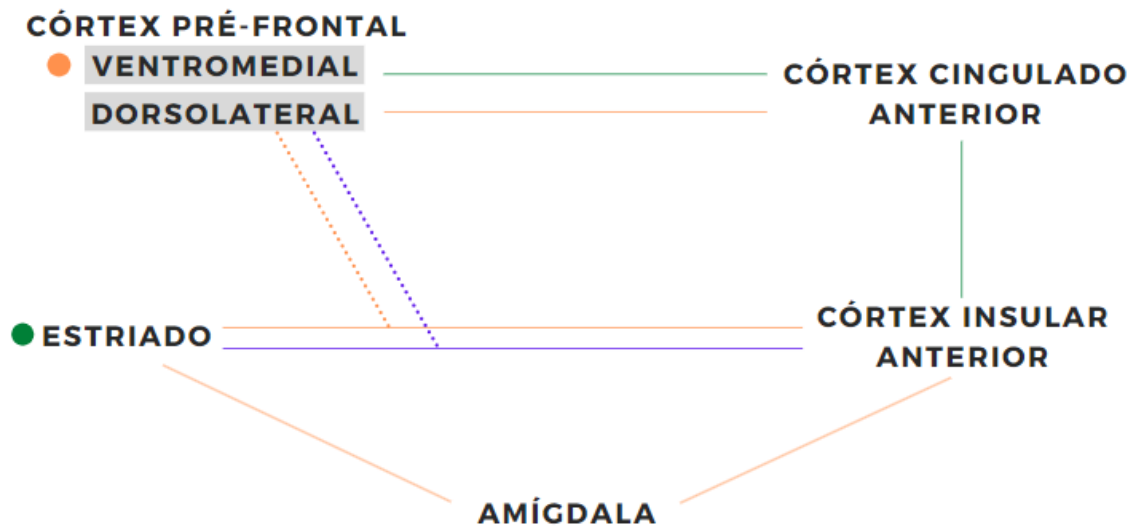 CÓRTEX PRÉ-FRONTAL
VENTROMEDIAL
DORSOLATERAL
CÓRTEX CINGULADO
ANTERIOR
ESTRIADO
CÓRTEX INSULAR
ANTERIOR
AMÍGDALA